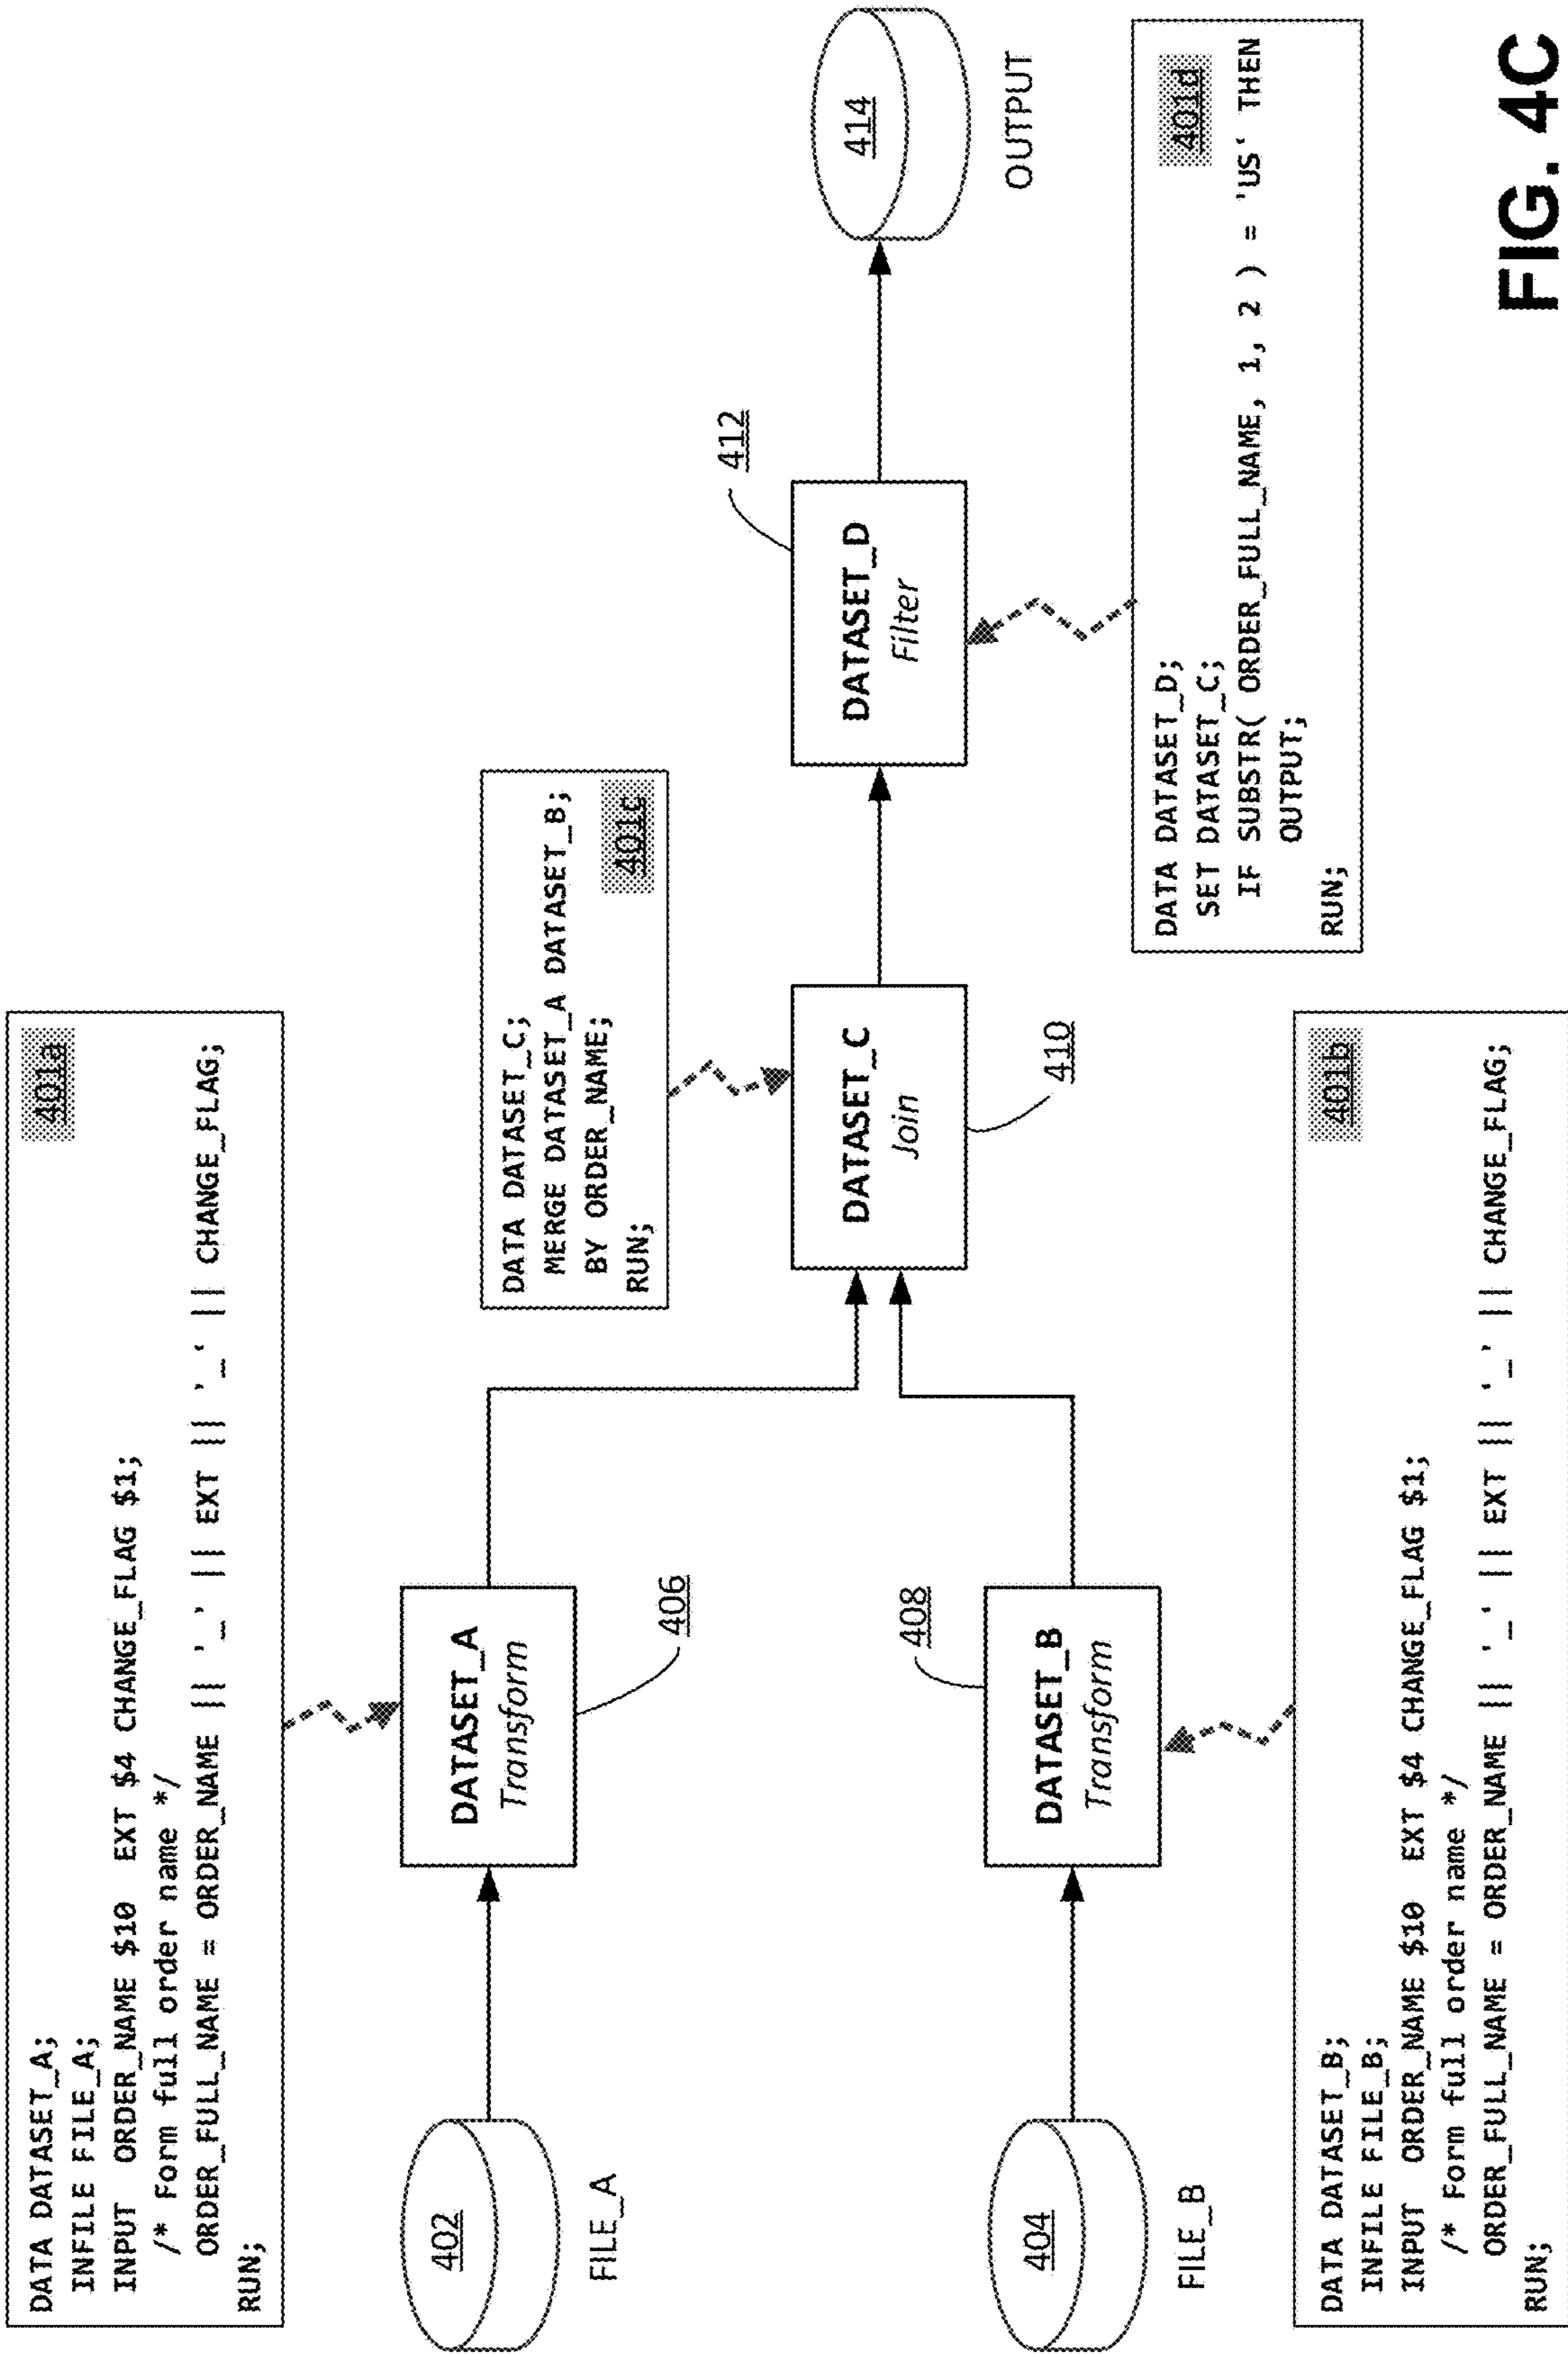 DATA DATASET_A;
INFILE FILE_A;
INPUT  ORDER_NAME $10  EXT $4 CHANGE_FLAG $1;
/* Form full order name */
ORDER_FULL_NAME = ORDER_NAME || '_' || EXT || '_' || CHANGE_FLAG;
RUN;
401a
402
FILE_A
DATASET_A
Transform
406
DATA DATASET_C;
MERGE DATASET_A DATASET_B;
BY ORDER_NAME;
RUN;
401c
DATASET_C
Join
410
412
DATASET_D
Filter
414
OUTPUT
404
FILE_B
408
DATASET_B
Transform
DATA DATASET_D;
SET DATASET_C;
IF SUBSTR( ORDER_FULL_NAME, 1, 2 ) = 'US' THEN
OUTPUT;
RUN;
401d
DATA DATASET_B;
INFILE FILE_B;
INPUT  ORDER_NAME $10  EXT $4 CHANGE_FLAG $1;
/* Form full order name */
ORDER_FULL_NAME = ORDER_NAME || '_' || EXT || '_' || CHANGE_FLAG;
RUN;
401b
FIG. 4C